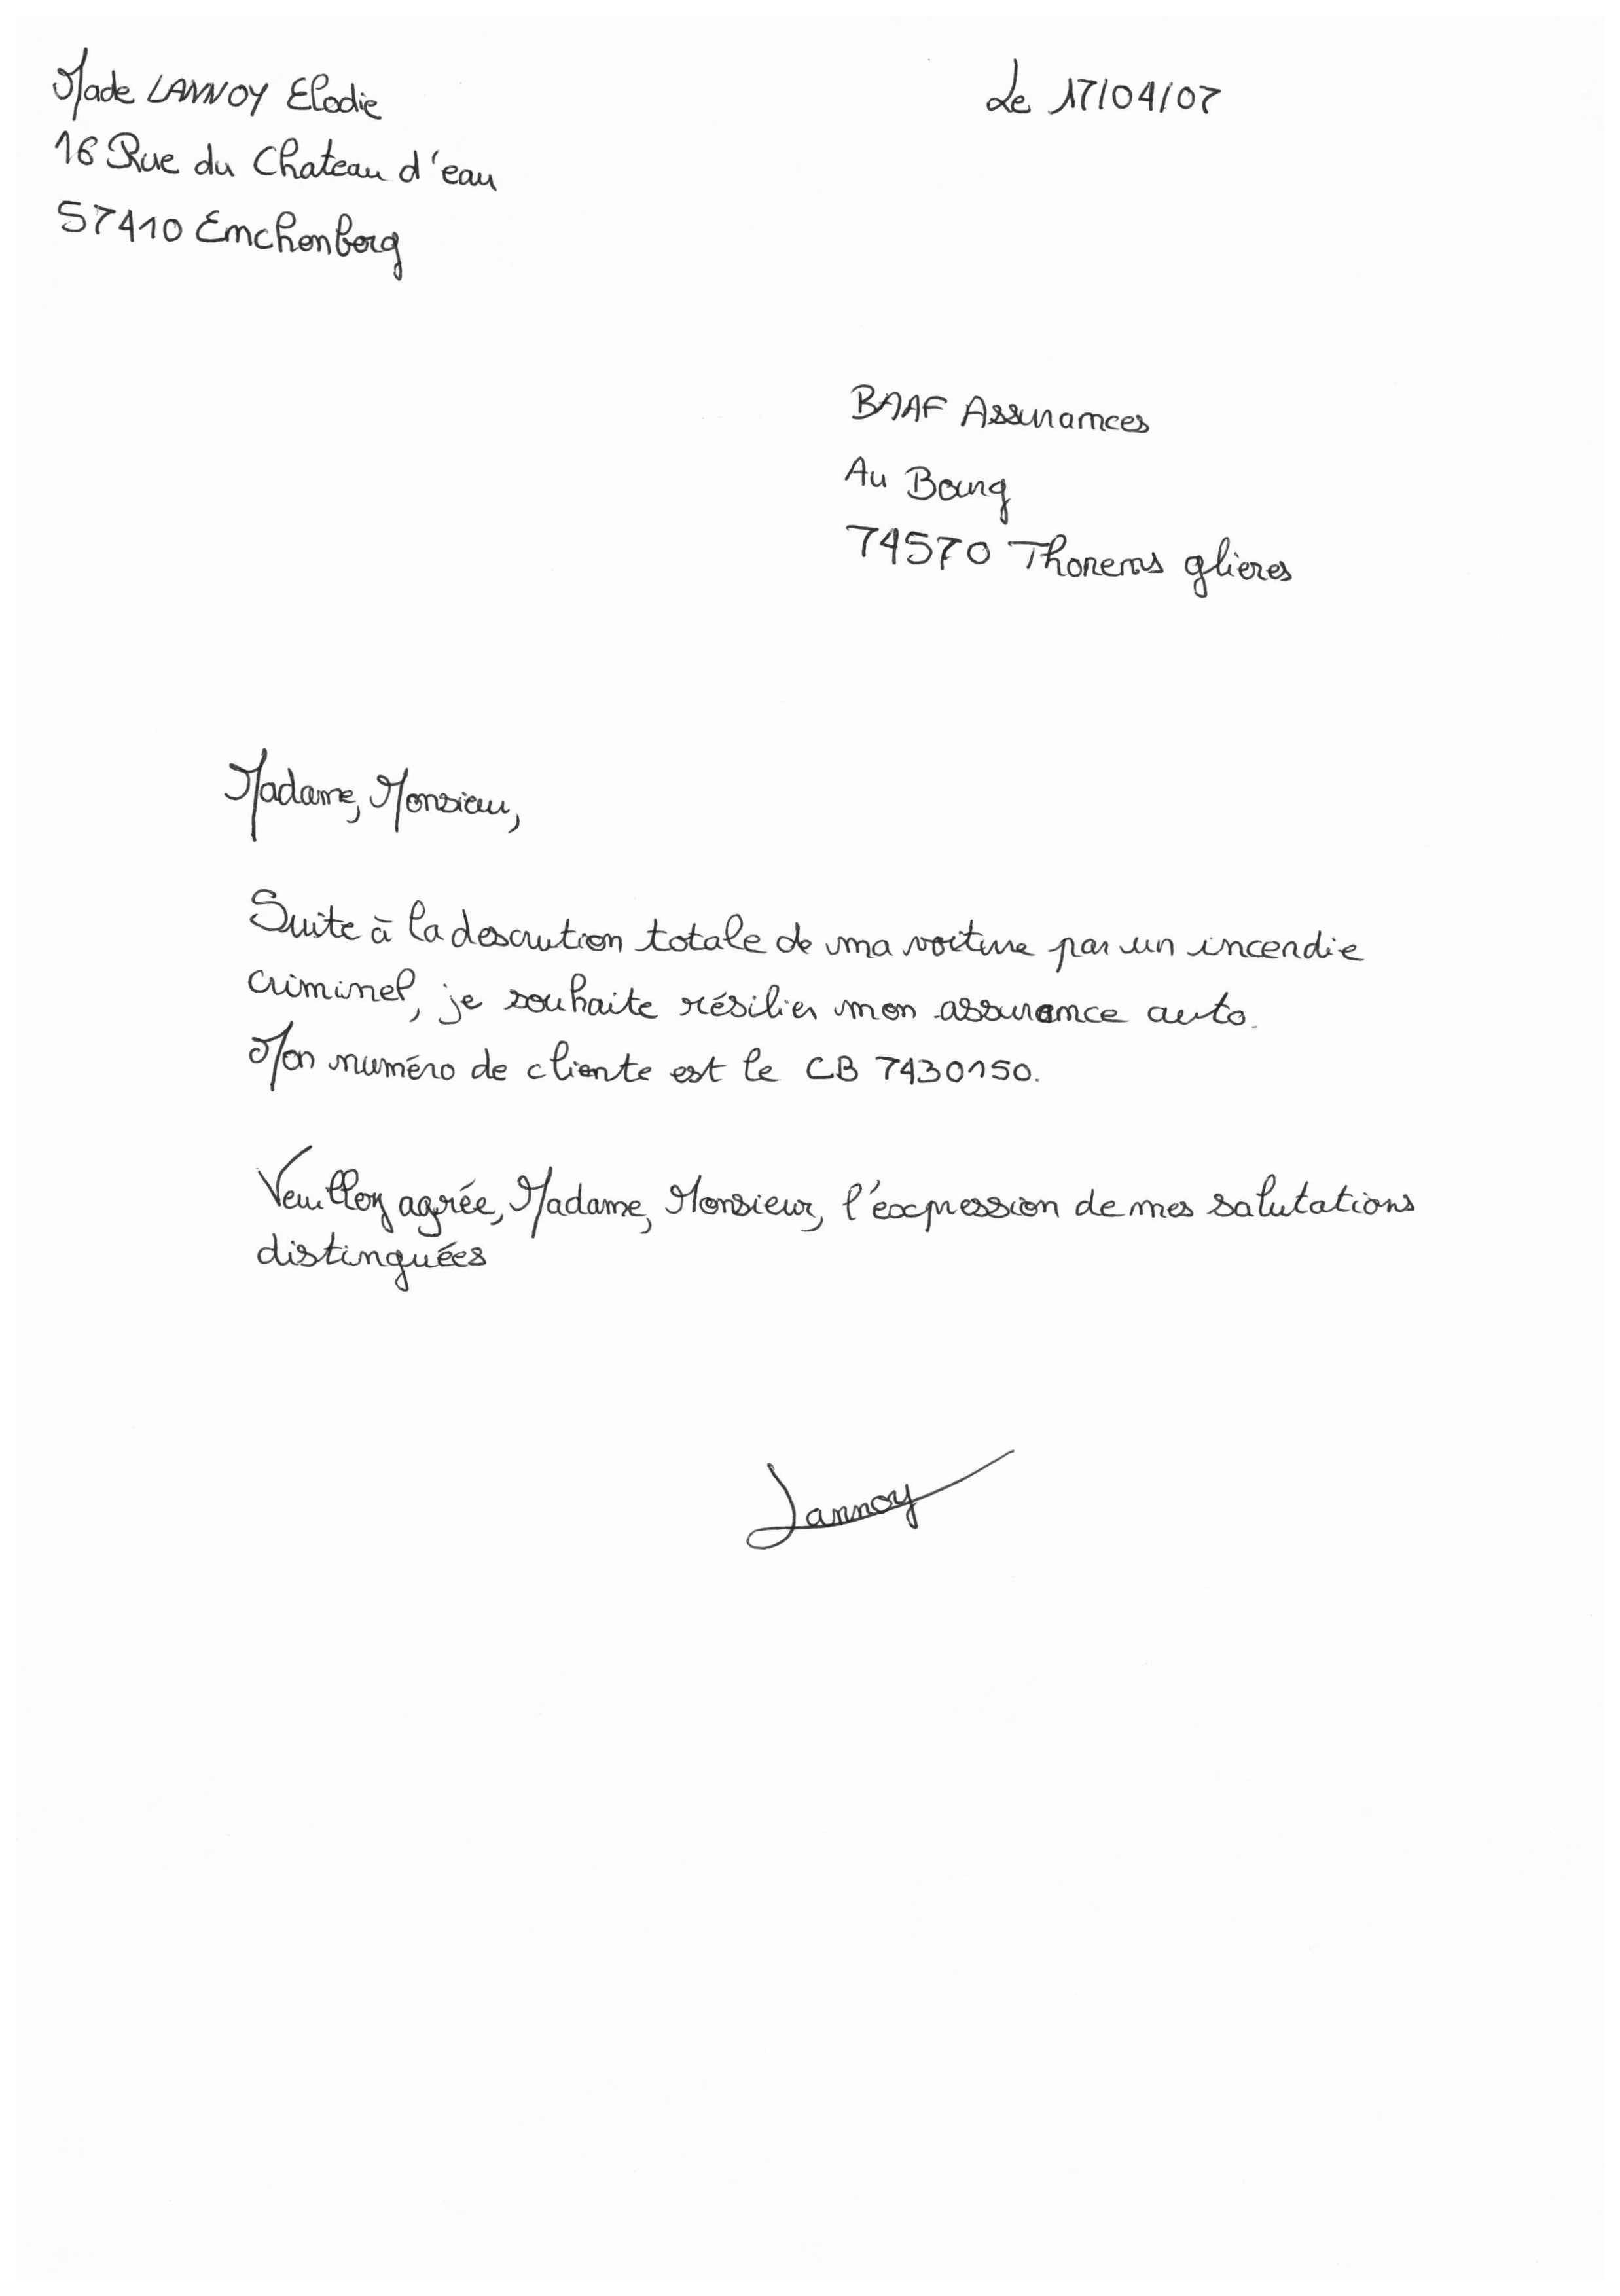 Made LANNOY Elodie
Le 17/04/07
16 Rue du Chateau d'eau
57410 Emchenberg
BAAF Assurances
Au Bourg
74570 Thorens glieres
Madame, Monsieur,
Suite à la descrution totale de ma voiture par un incendie
criminel, je souhaite résilier mon assurance auto.
Mon numéro de cliente est le CB 7430150.
Veuillez agrée, Madame, Monsieur, l'expression de mes salutations
distinguées
Lannoy